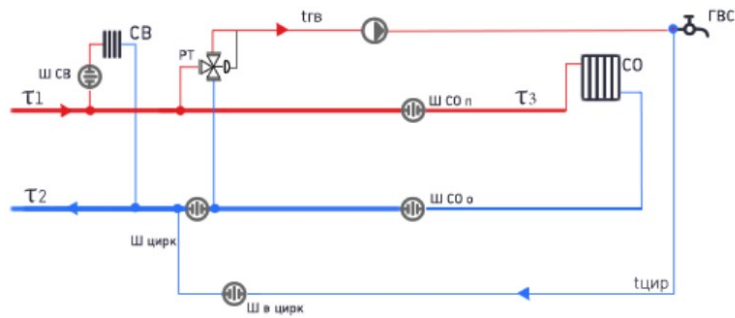 tгв
ГВС
СВ
РТ
Ш СВ
СО
τ1
Ш СО п
τ3
τ2
Ш СО о
Ш цирк
tцир
Ш в цирк